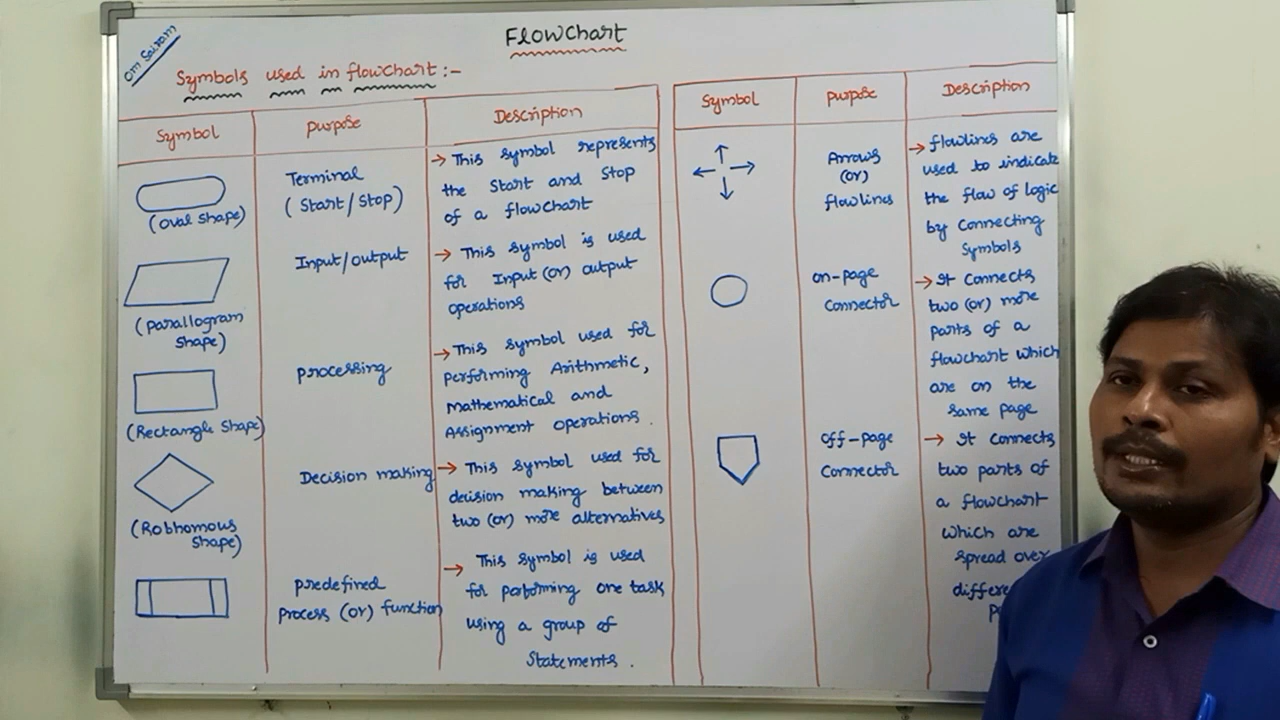 Om Sairam
Flowchart
Symbols used in flowchart :-
Symbol
Purpose
Description
(Oval shape)
Terminal
(Start/Stop)
→ This symbol represents
the Start and Stop
of a flowchart
(parallogram
shape)
Input/output
→ This symbol is used
for Input (or) output
operations
(Rectangle shape)
processing
→ This symbol used for
performing Arithmetic,
Mathematical and
Assignment operations.
(Robhomous
shape)
Decision making
→ This symbol used for
decision making between
two (or) more alternatives
predefined
process (or) function
→ This symbol is used
for performing one task
using a group of
Statements.
Symbol
Purpose
Description
Arrows
(or)
flowlines
→ flowlines are
used to indicate
the flow of logic
by connecting
symbols
on-page
connector
→ It connects
two (or) more
parts of a
flowchart which
are on the
same page
off-page
connector
→ It connects
two parts of
a flowchart
which are
spread over